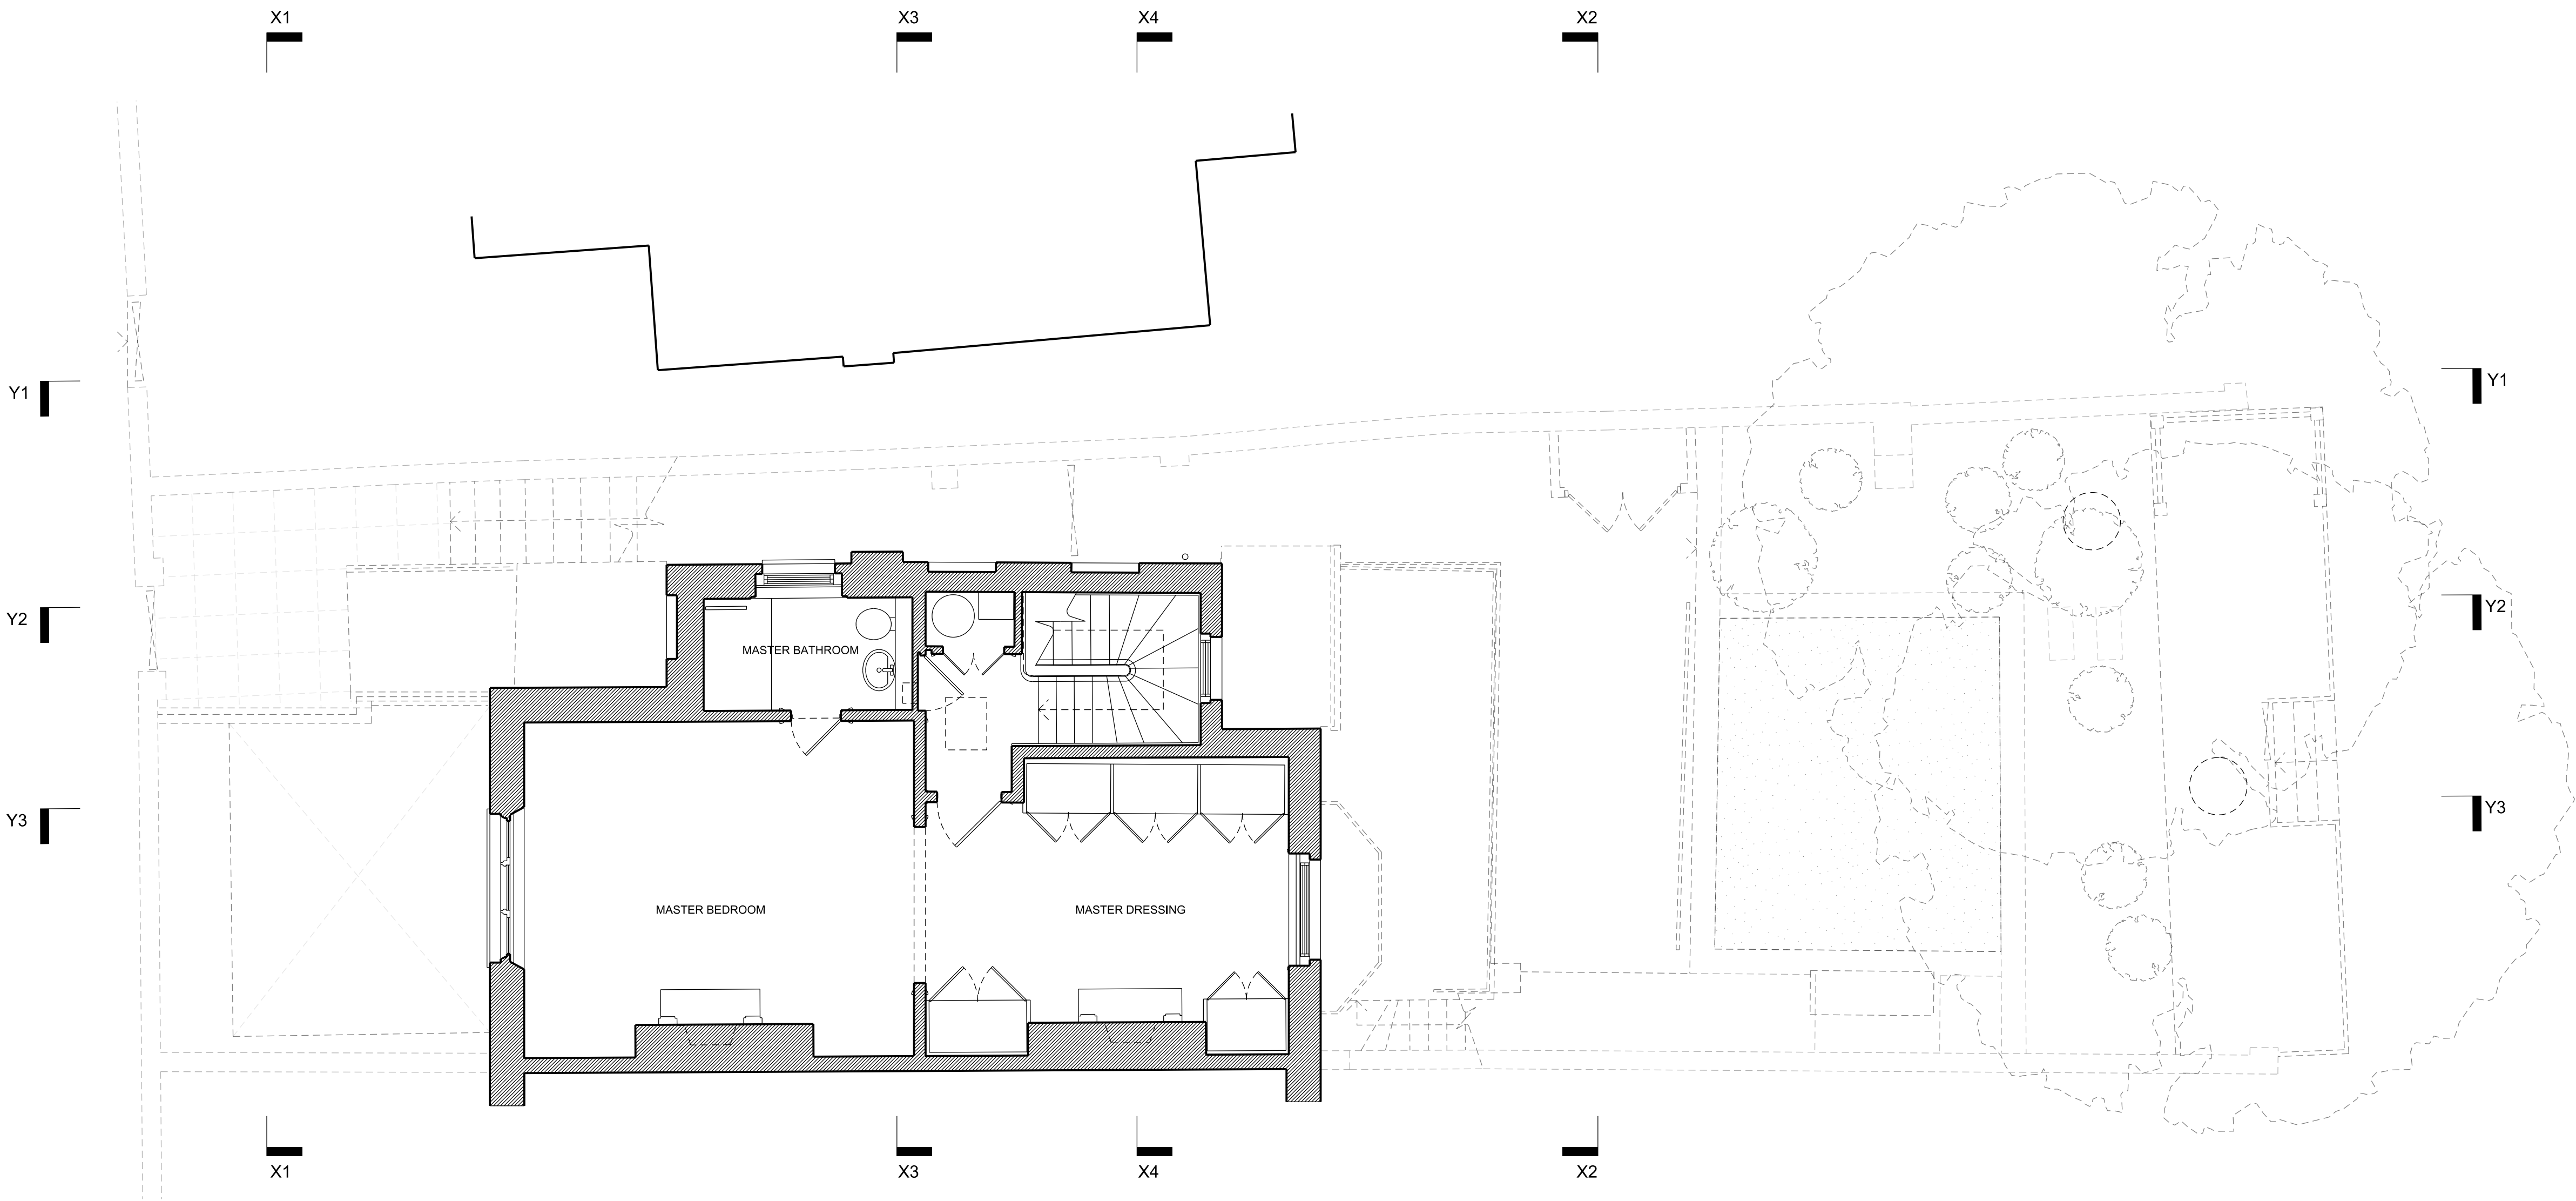 X1
X3
X4
X2
Y1
Y1
Y2
Y2
MASTER BATHROOM
Y3
Y3
MASTER BEDROOM
MASTER DRESSING
X1
X3
X4
X2